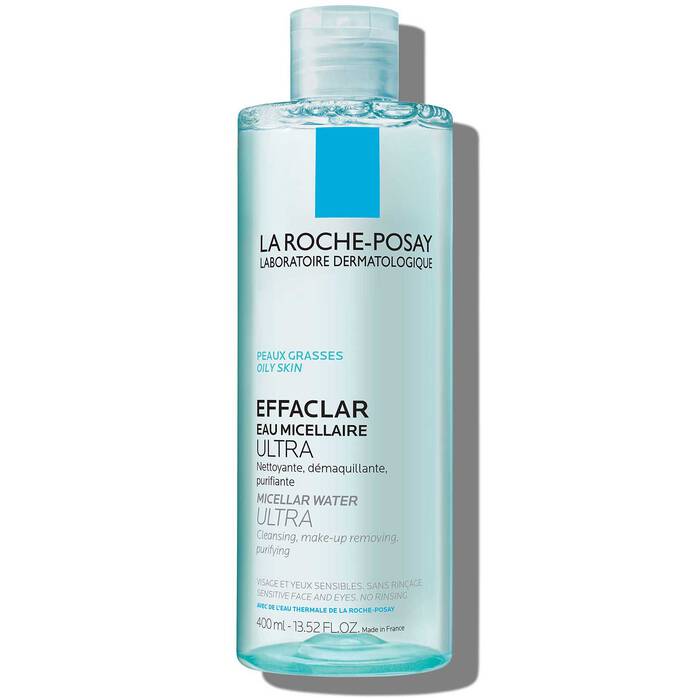 LA ROCHE-POSAY
LABORATOIRE DERMATOLOGIQUE
PEAUX GRASSES
OILY SKIN
EFFACLAR
EAU MICELLAIRE
ULTRA
Nettoyante, démaquillante,
purifiante
MICELLAR WATER
ULTRA
Cleansing, make-up removing,
purifying
VISAGE ET YEUX SENSIBLES. SANS RINÇAGE.
SENSITIVE FACE AND EYES. NO RINSING
AVEC DE L'EAU THERMALE DE LA ROCHE-POSAY
400 ml - 13.52 FL.OZ. Made in France